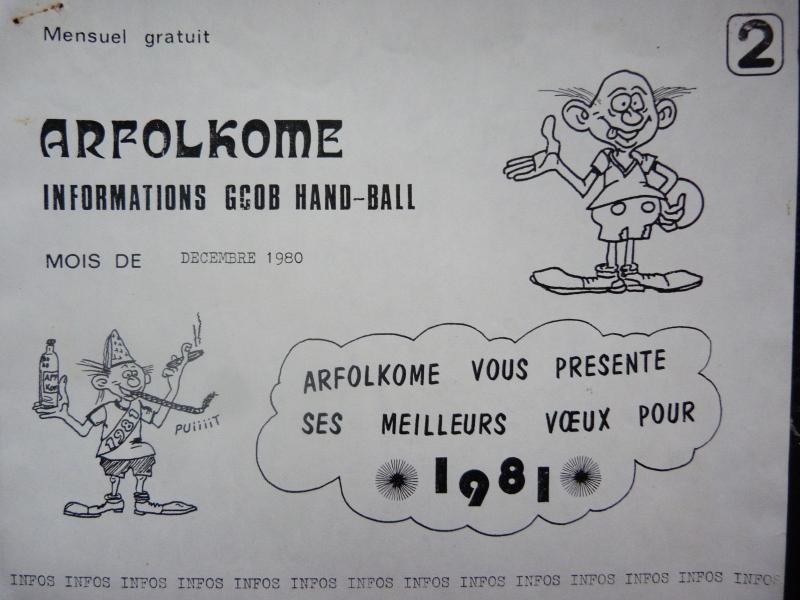 Mensuel gratuit
2
ARFOLKOME
INFORMATIONS GCOB HAND-BALL
MOIS DE DECEMBRE 1980
1981
PUiiiiT
ARFOLKOME VOUS PRESENTE
SES MEILLEURS VŒUX POUR
1981
INFOS INFOS INFOS INFOS INFOS INFOS INFOS INFOS INFOS INFOS INFOS INFOS INFOS INFOS